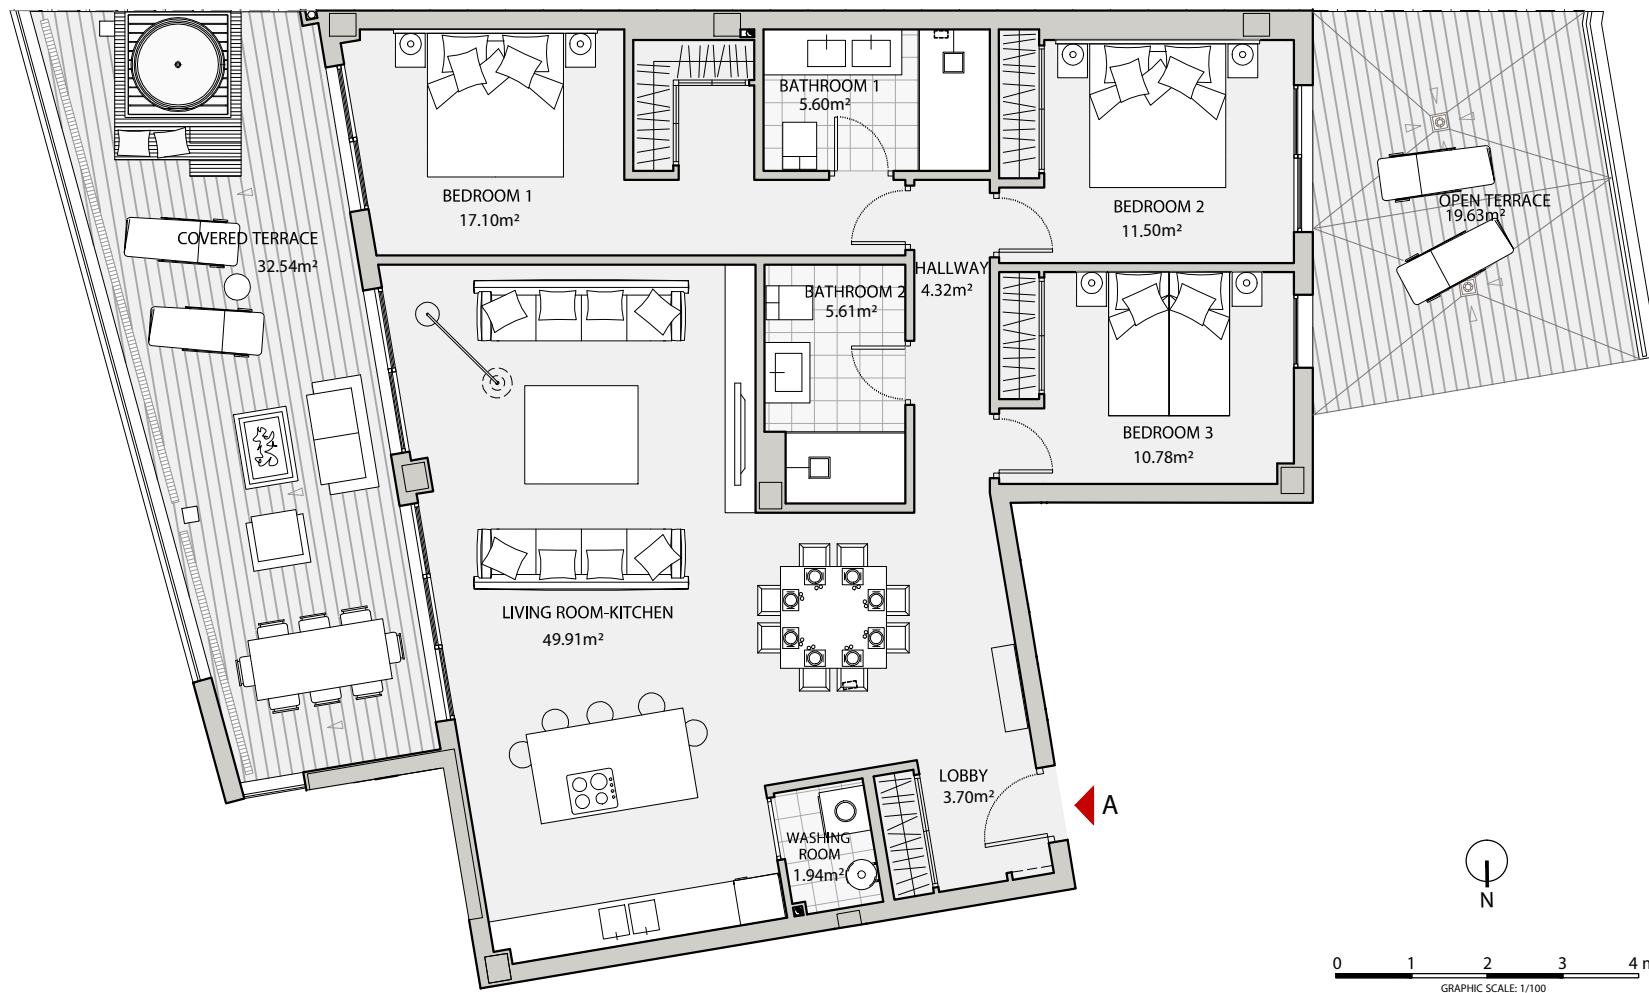 BATHROOM 1
5.60m²
BEDROOM 1
17.10m²
BEDROOM 2
11.50m²
OPEN TERRACE
19.63m²
COVERED TERRACE
32.54m²
HALLWAY
4.32m²
BATHROOM 2
5.61m²
BEDROOM 3
10.78m²
LIVING ROOM-KITCHEN
49.91m²
LOBBY
3.70m²
A
WASHING
ROOM
1.94m²
N
0 1 2 3 4 m
GRAPHIC SCALE: 1/100